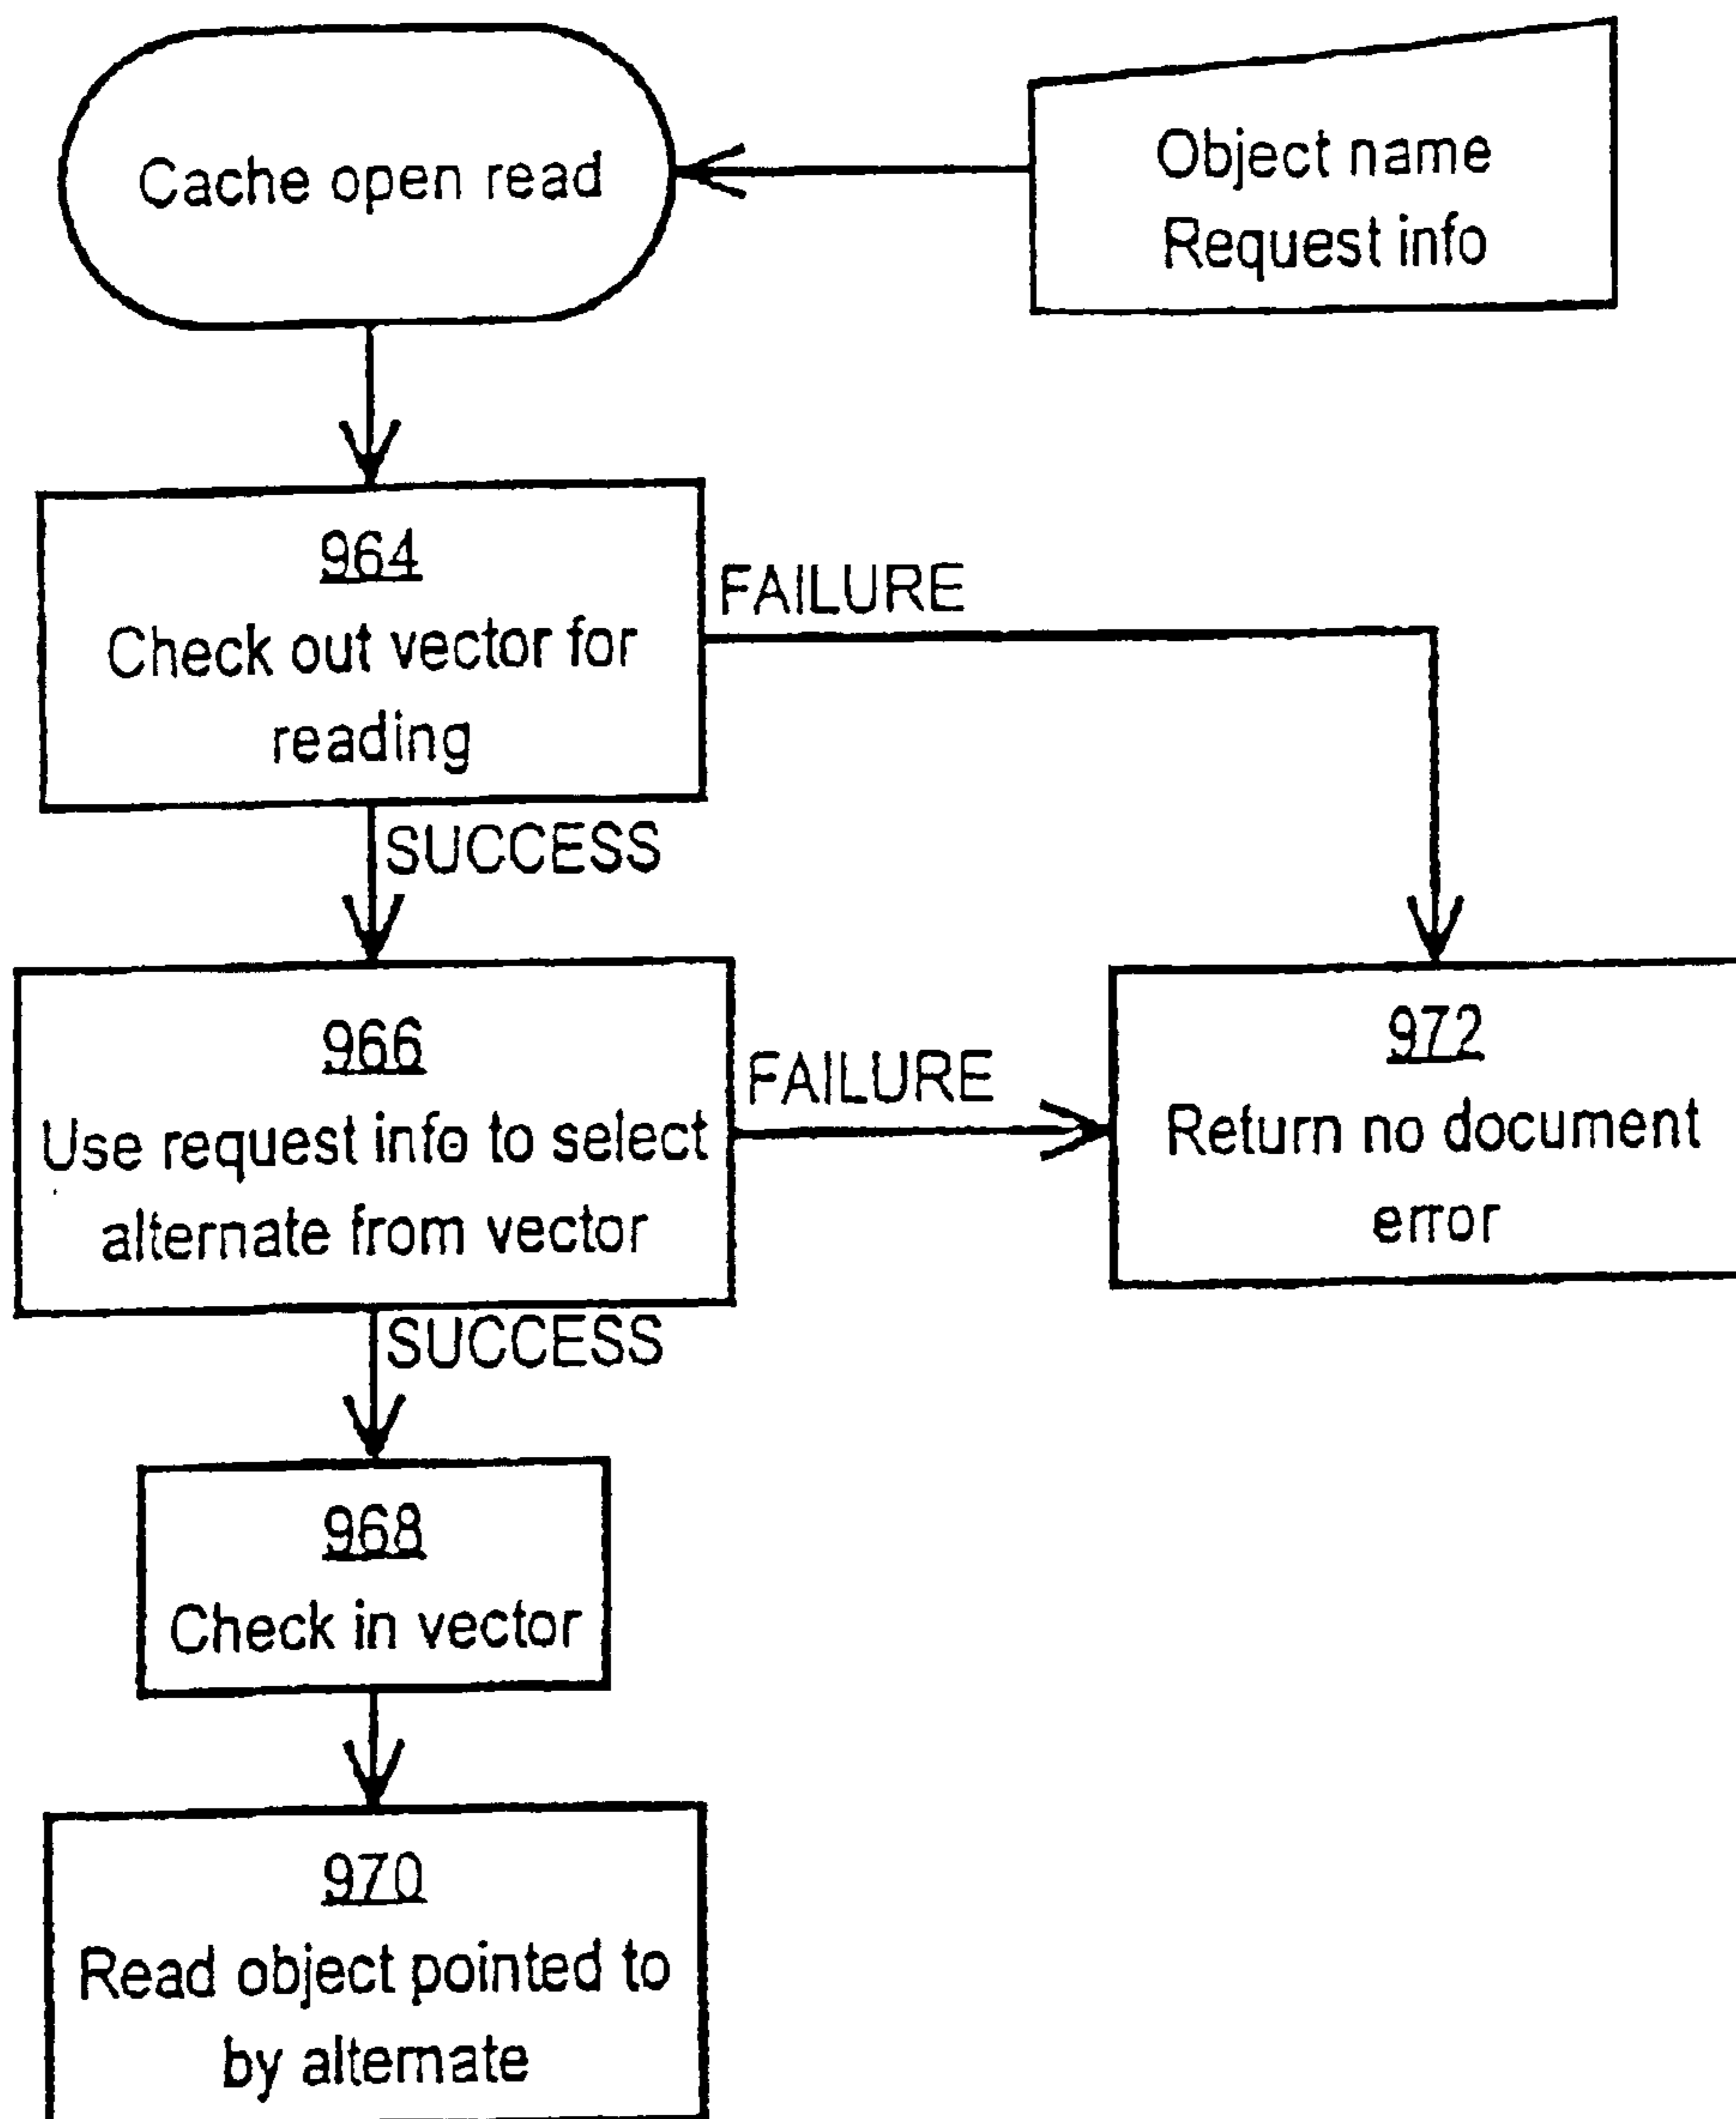 Cache open read
Object name
Request info
964
Check out vector for
reading
FAILURE
SUCCESS
966
Use request info to select
alternate from vector
FAILURE
972
Return no document
error
SUCCESS
968
Check in vector
970
Read object pointed to
by alternate